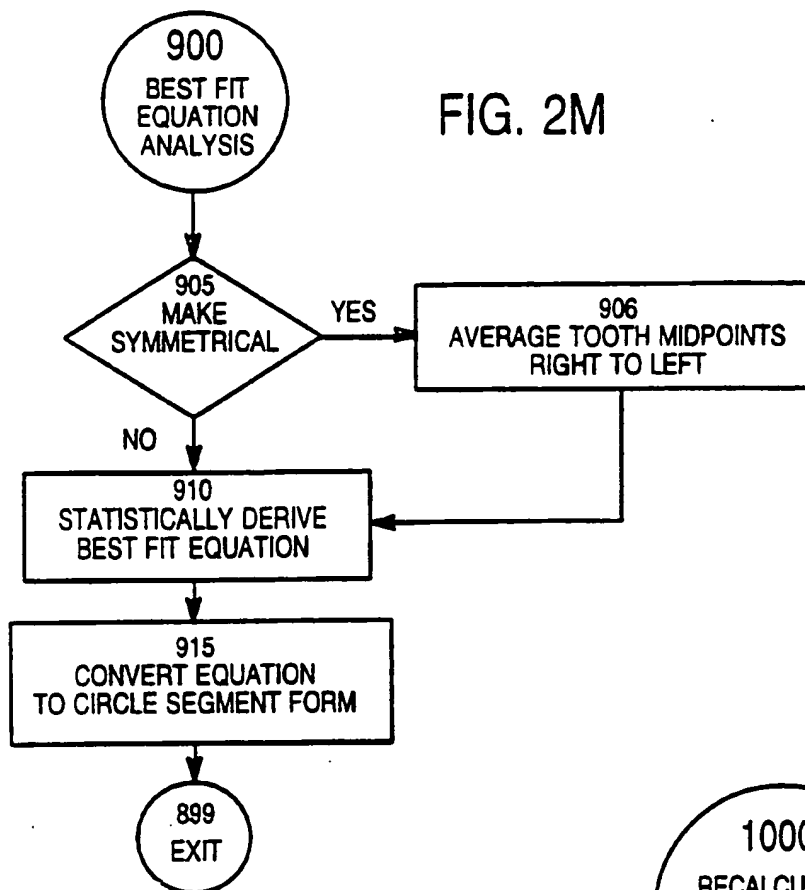 900
BEST FIT
EQUATION
ANALYSIS
FIG. 2M
905
MAKE
SYMMETRICAL
YES
906
AVERAGE TOOTH MIDPOINTS
RIGHT TO LEFT
NO
910
STATISTICALLY DERIVE
BEST FIT EQUATION
915
CONVERT EQUATION
TO CIRCLE SEGMENT FORM
899
EXIT